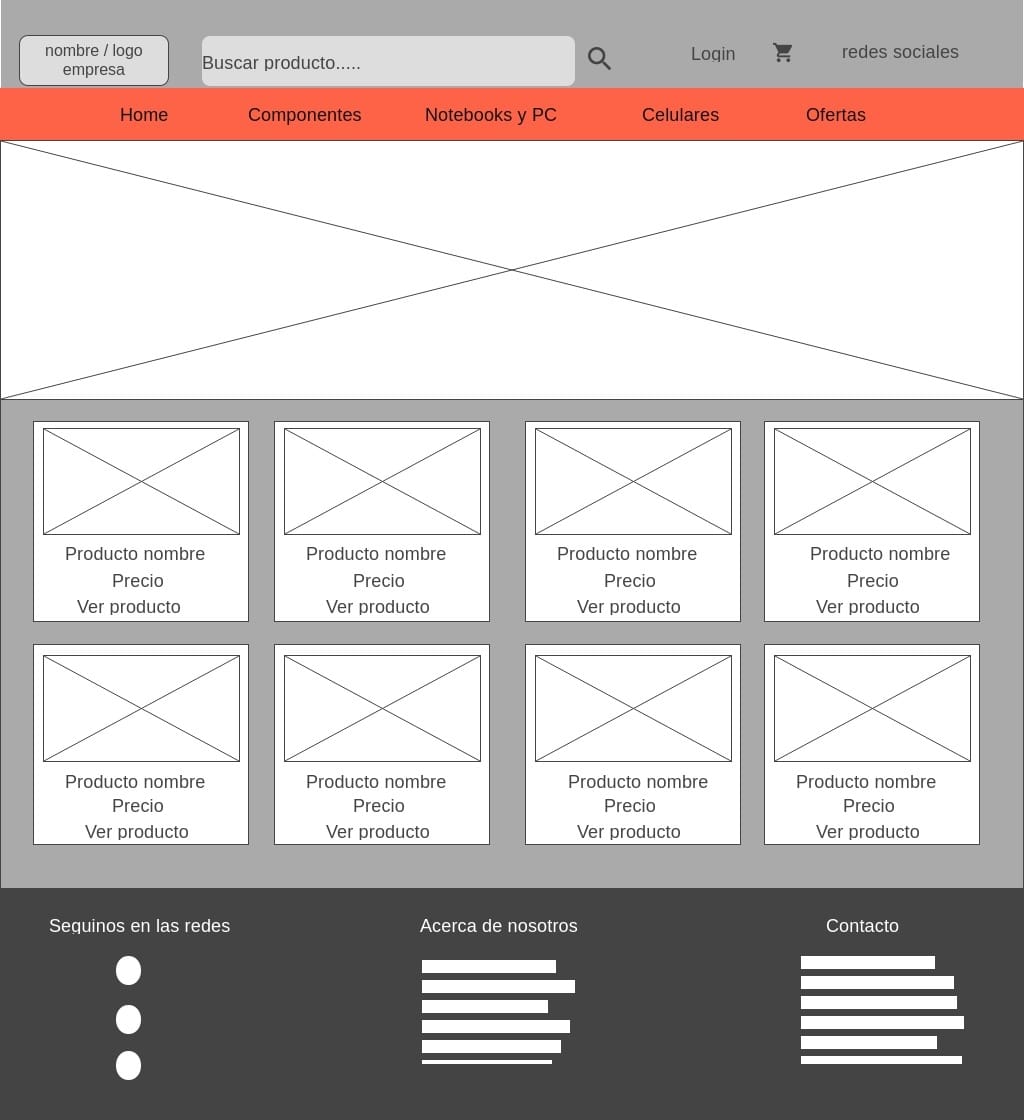 nombre / logo
empresa
Buscar producto.....
Login
redes sociales
Home
Componentes
Notebooks y PC
Celulares
Ofertas
Producto nombre
Precio
Ver producto
Producto nombre
Precio
Ver producto
Producto nombre
Precio
Ver producto
Producto nombre
Precio
Ver producto
Producto nombre
Precio
Ver producto
Producto nombre
Precio
Ver producto
Producto nombre
Precio
Ver producto
Producto nombre
Precio
Ver producto
Seguinos en las redes
Acerca de nosotros
Contacto